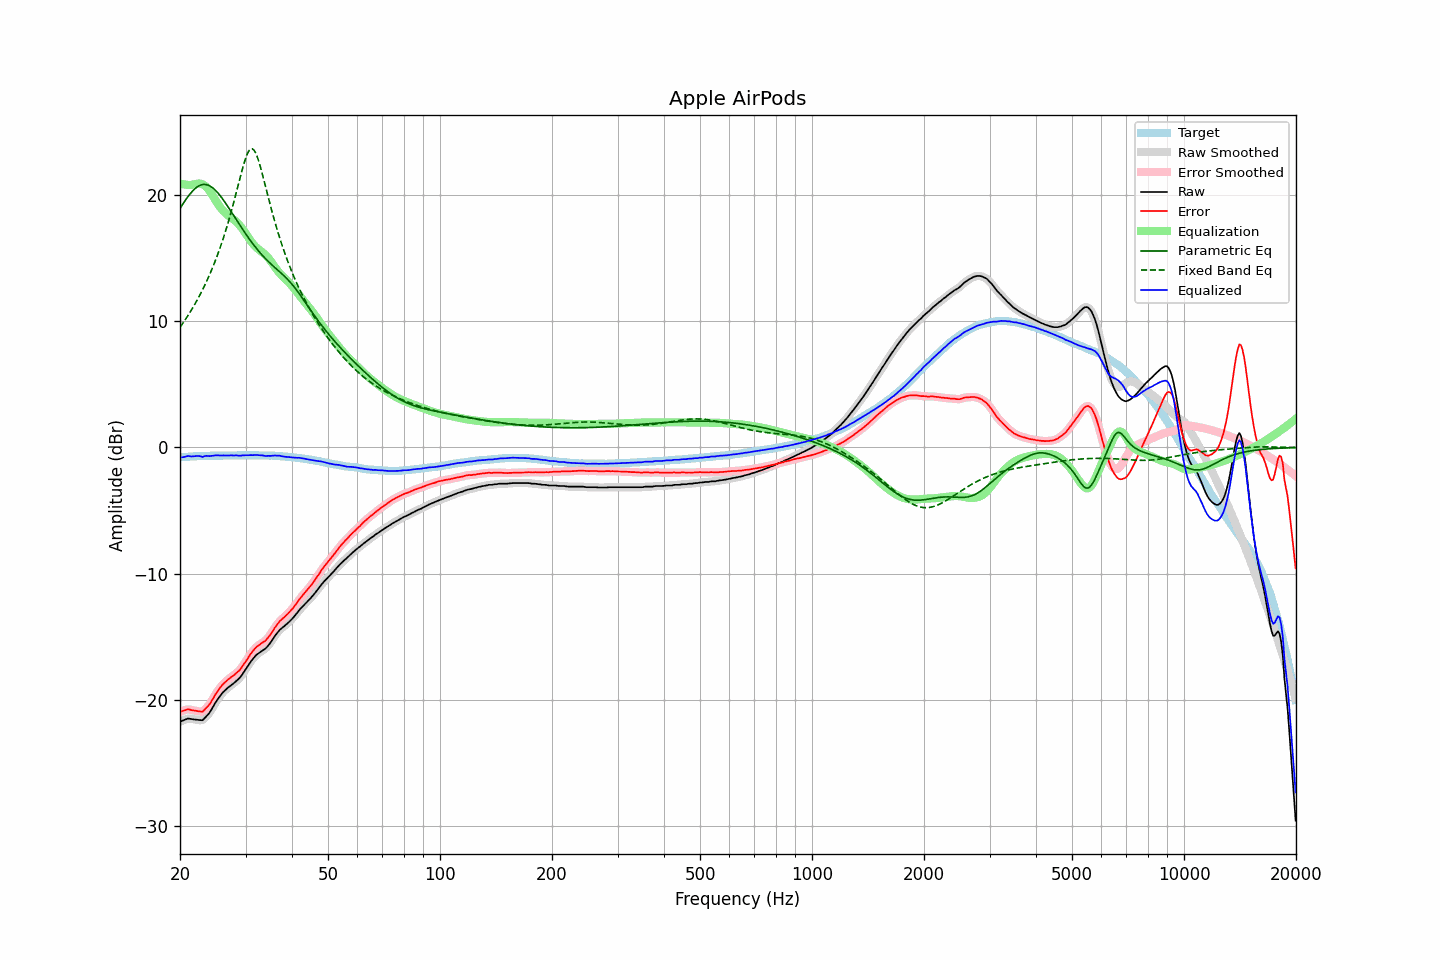 Apple AirPods
Target
Raw Smoothed
Error Smoothed
Raw
Error
Equalization
Parametric Eq
Fixed Band Eq
Equalized
20
10
0
−10
−20
−30
Amplitude (dBr)
20
50
100
200
500
1000
2000
5000
10000
20000
Frequency (Hz)